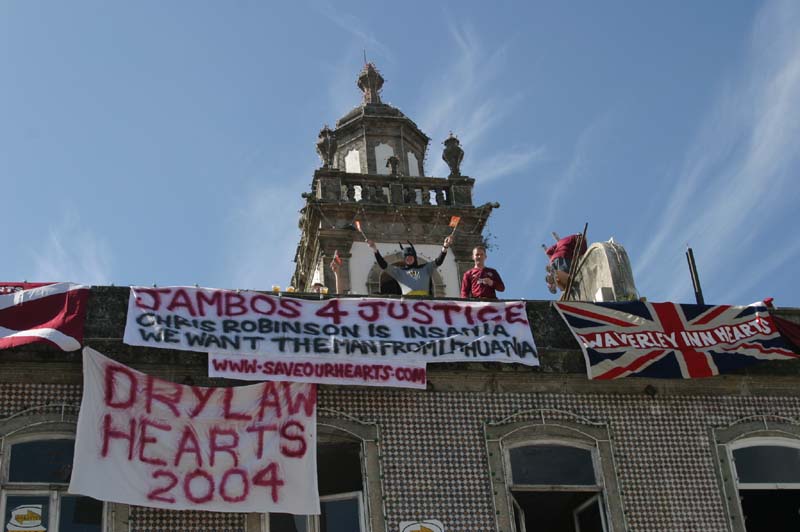 JAMBOS 4 JUSTICE
CHRIS ROBINSON IS INSANIA
WE WANT THE MAN FROM LITHUANIA
WWW.SAVEOURHEARTS.COM
WAVERLEY INN HEARTS
DRYLAW
HEARTS
2004